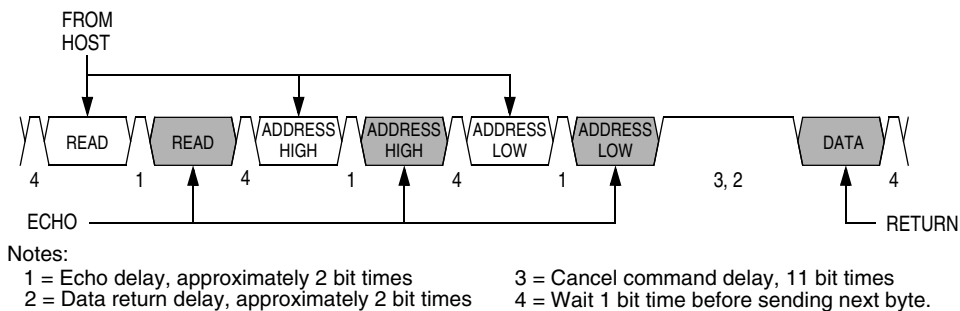 FROM
HOST
READ READ ADDRESS HIGH ADDRESS HIGH ADDRESS LOW ADDRESS LOW DATA
4 1 4 1 4 1 3, 2 4
ECHO RETURN
Notes:
1 = Echo delay, approximately 2 bit times
2 = Data return delay, approximately 2 bit times
3 = Cancel command delay, 11 bit times
4 = Wait 1 bit time before sending next byte.